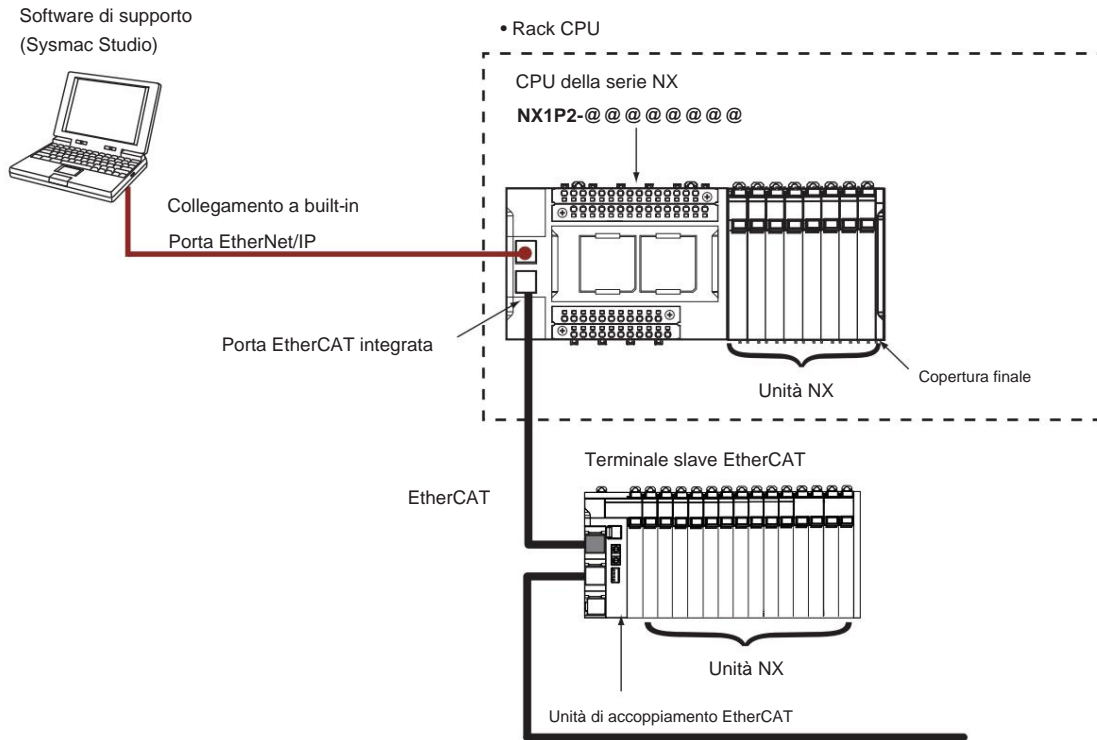 Software di supporto
(Sysmac Studio)
• Rack CPU
CPU della serie NX
NX1P2-@@@@@@@@
Collegamento a built-in
Porta EtherNet/IP
Porta EtherCAT integrata
Copertura finale
Unità NX
Terminale slave EtherCAT
EtherCAT
Unità NX
Unità di accoppiamento EtherCAT